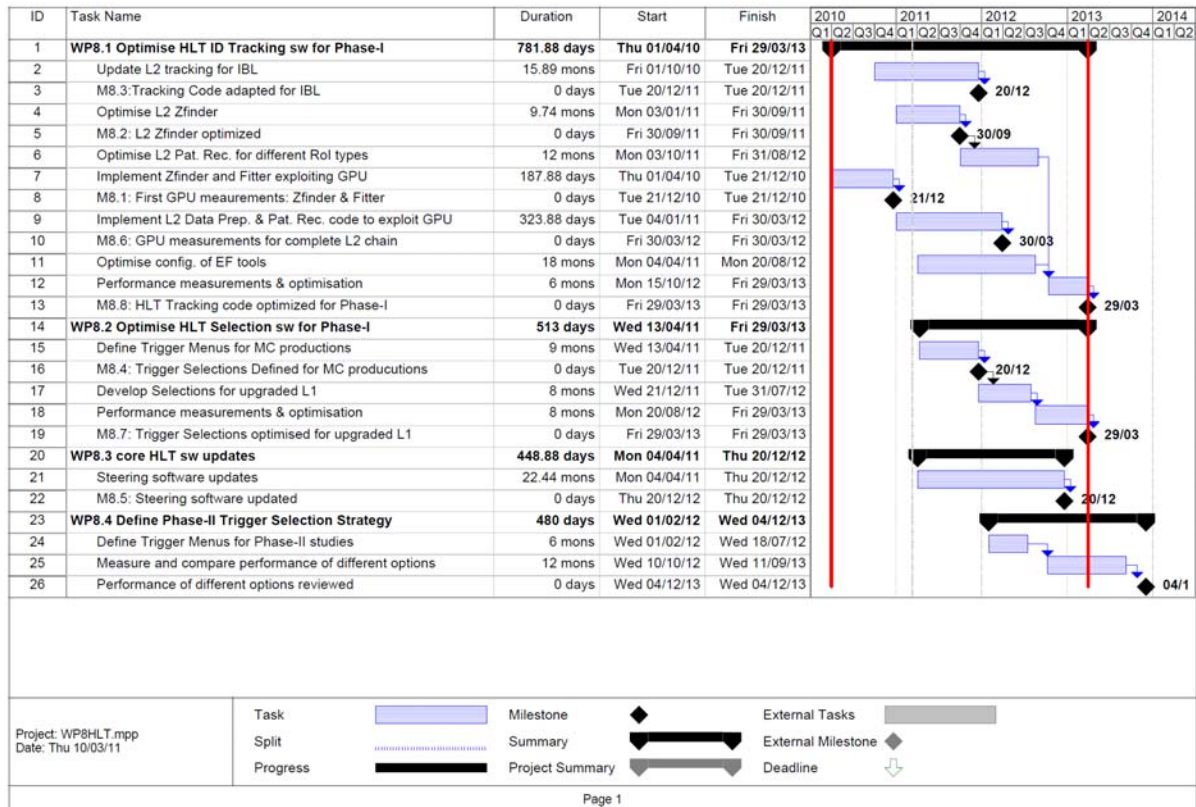 ID Task Name Duration Start Finish 2010 2011 2012 2013 2014
Q1 Q2 Q3 Q4 Q1 Q2 Q3 Q4 Q1 Q2 Q3 Q4 Q1 Q2 Q3 Q4 Q1 Q2
1 WP8.1 Optimise HLT ID Tracking sw for Phase-I 781.88 days Thu 01/04/10 Fri 29/03/13
2 Update L2 tracking for IBL 15.89 mons Fri 01/10/10 Tue 20/12/11
3 M8.3:Tracking Code adapted for IBL 0 days Tue 20/12/11 Tue 20/12/11 20/12
4 Optimise L2 Zfinder 9.74 mons Mon 03/01/11 Fri 30/09/11
5 M8.2: L2 Zfinder optimized 0 days Fri 30/09/11 Fri 30/09/11 30/09
6 Optimise L2 Pat. Rec. for different RoI types 12 mons Mon 03/10/11 Fri 31/08/12
7 Implement Zfinder and Fitter exploiting GPU 187.88 days Thu 01/04/10 Tue 21/12/10
8 M8.1: First GPU meaurements: Zfinder & Fitter 0 days Tue 21/12/10 Tue 21/12/10 21/12
9 Implement L2 Data Prep. & Pat. Rec. code to exploit GPU 323.88 days Tue 04/01/11 Fri 30/03/12
10 M8.6: GPU measurements for complete L2 chain 0 days Fri 30/03/12 Fri 30/03/12 30/03
11 Optimise config. of EF tools 18 mons Mon 04/04/11 Mon 20/08/12
12 Performance measurements & optimisation 6 mons Mon 15/10/12 Fri 29/03/13
13 M8.8: HLT Tracking code optimized for Phase-I 0 days Fri 29/03/13 Fri 29/03/13 29/03
14 WP8.2 Optimise HLT Selection sw for Phase-I 513 days Wed 13/04/11 Fri 29/03/13
15 Define Trigger Menus for MC productions 9 mons Wed 13/04/11 Tue 20/12/11
16 M8.4: Trigger Selections Defined for MC producutions 0 days Tue 20/12/11 Tue 20/12/11 20/12
17 Develop Selections for upgraded L1 8 mons Wed 21/12/11 Tue 31/07/12
18 Performance measurements & optimisation 8 mons Mon 20/08/12 Fri 29/03/13
19 M8.7: Trigger Selections optimised for upgraded L1 0 days Fri 29/03/13 Fri 29/03/13 29/03
20 WP8.3 core HLT sw updates 448.88 days Mon 04/04/11 Thu 20/12/12
21 Steering software updates 22.44 mons Mon 04/04/11 Thu 20/12/12
22 M8.5: Steering software updated 0 days Thu 20/12/12 Thu 20/12/12 20/12
23 WP8.4 Define Phase-II Trigger Selection Strategy 480 days Wed 01/02/12 Wed 04/12/13
24 Define Trigger Menus for Phase-II studies 6 mons Wed 01/02/12 Wed 18/07/12
25 Measure and compare performance of different options 12 mons Wed 10/10/12 Wed 11/09/13
26 Performance of different options reviewed 0 days Wed 04/12/13 Wed 04/12/13 04/1
Project: WP8HLT.mpp
Date: Thu 10/03/11
Task Milestone External Tasks
Split Summary External Milestone
Progress Project Summary Deadline
Page 1